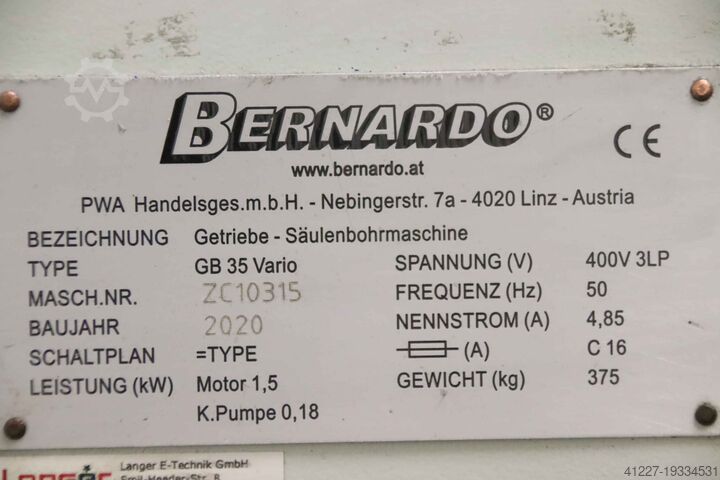 BERNARDO®
CE
www.bernardo.at
PWA Handelsges.m.b.H. - Nebingerstr. 7a - 4020 Linz - Austria
BEZEICHNUNG Getriebe - Säulenbohrmaschine
TYPE GB 35 Vario SPANNUNG (V) 400V 3LP
MASCH.NR. ZC10315 FREQUENZ (Hz) 50
BAUJAHR 2020 NENNSTROM (A) 4,85
SCHALTPLAN =TYPE (A) C 16
LEISTUNG (kW) Motor 1,5 GEWICHT (kg) 375
K.Pumpe 0,18
Langer Langer E-Technik GmbH
41227-19334531